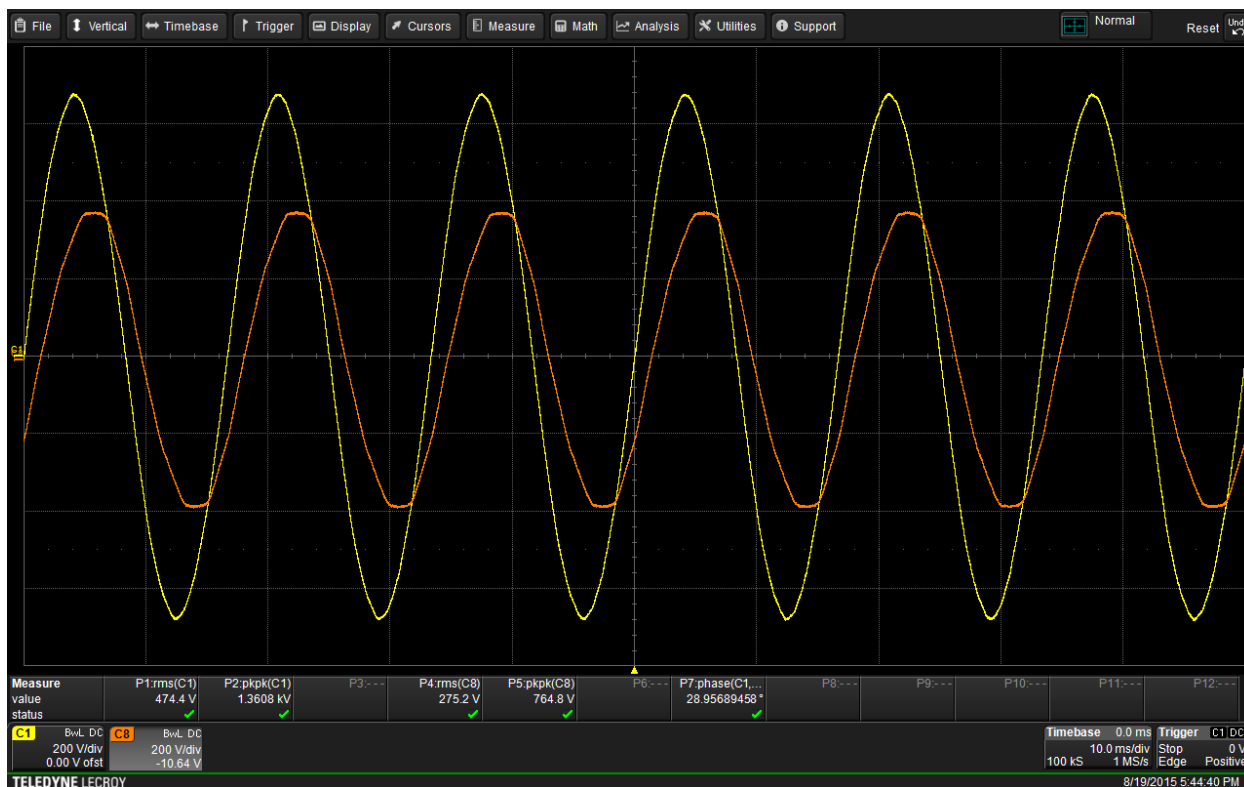 File Vertical Timebase Trigger Display Cursors Measure Math Analysis Utilities Support Normal Reset Und
C1
Measure P1:rms(C1) P2:pkpk(C1) P3:--- P4:rms(C8) P5:pkpk(C8) P6:--- P7:phase(C1,... P8:--- P9:--- P10:--- P11:--- P12:---
value 474.4 V 1.3608 kV 275.2 V 764.8 V 28.95689458 °
status
C1 BwL DC C8 BwL DC Timebase 0.0 ms Trigger C1 DC
200 V/div 200 V/div 10.0 ms/div Stop 0 V
0.00 V ofst -10.64 V 100 kS 1 MS/s Edge Positive
TELEDYNE LECROY 8/19/2015 5:44:40 PM